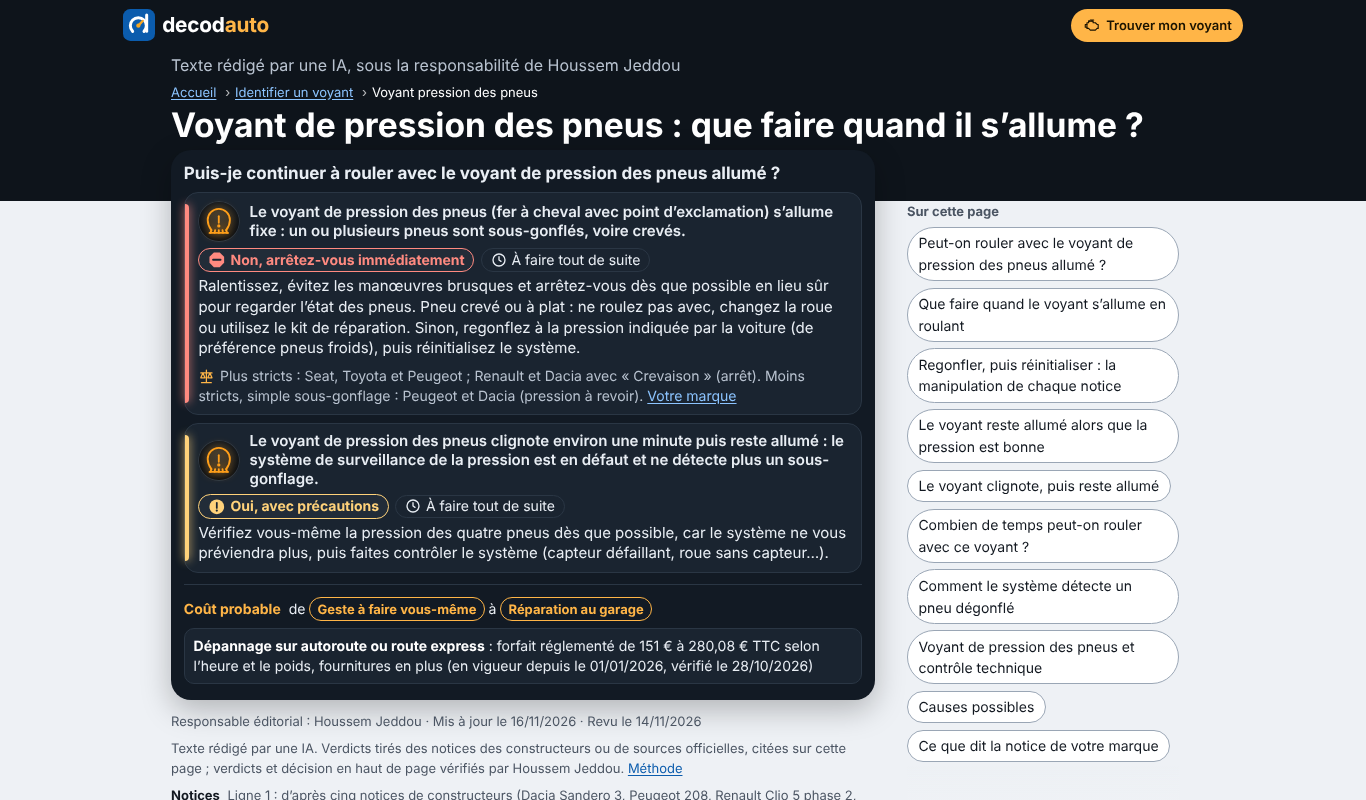 decodauto
Trouver mon voyant
Texte rédigé par une IA, sous la responsabilité de Houssem Jeddou
Accueil › Identifier un voyant › Voyant pression des pneus
Voyant de pression des pneus : que faire quand il s’allume ?
Puis-je continuer à rouler avec le voyant de pression des pneus allumé ?
Le voyant de pression des pneus (fer à cheval avec point d’exclamation) s’allume
fixe : un ou plusieurs pneus sont sous-gonflés, voire crevés.
Non, arrêtez-vous immédiatement
À faire tout de suite
Ralentissez, évitez les manœuvres brusques et arrêtez-vous dès que possible en lieu sûr
pour regarder l’état des pneus. Pneu crevé ou à plat : ne roulez pas avec, changez la roue
ou utilisez le kit de réparation. Sinon, regonflez à la pression indiquée par la voiture (de
préférence pneus froids), puis réinitialisez le système.
Plus stricts : Seat, Toyota et Peugeot ; Renault et Dacia avec « Crevaison » (arrêt). Moins
stricts, simple sous-gonflage : Peugeot et Dacia (pression à revoir). Votre marque
Le voyant de pression des pneus clignote environ une minute puis reste allumé : le
système de surveillance de la pression est en défaut et ne détecte plus un sous-
gonflage.
Oui, avec précautions
À faire tout de suite
Vérifiez vous-même la pression des quatre pneus dès que possible, car le système ne vous
préviendra plus, puis faites contrôler le système (capteur défaillant, roue sans capteur…).
Coût probable de Geste à faire vous-même à Réparation au garage
Dépannage sur autoroute ou route express : forfait réglementé de 151 € à 280,08 € TTC selon
l’heure et le poids, fournitures en plus (en vigueur depuis le 01/01/2026, vérifié le 28/10/2026)
Responsable éditorial : Houssem Jeddou · Mis à jour le 16/11/2026 · Revu le 14/11/2026
Texte rédigé par une IA. Verdicts tirés des notices des constructeurs ou de sources officielles, citées sur cette
page ; verdicts et décision en haut de page vérifiés par Houssem Jeddou. Méthode
Notices Ligne 1 : d’après cinq notices de constructeurs (Dacia Sandero 3, Peugeot 208, Renault Clio 5 phase 2,
Sur cette page
Peut-on rouler avec le voyant de
pression des pneus allumé ?
Que faire quand le voyant s’allume en
roulant
Regonfler, puis réinitialiser : la
manipulation de chaque notice
Le voyant reste allumé alors que la
pression est bonne
Le voyant clignote, puis reste allumé
Combien de temps peut-on rouler
avec ce voyant ?
Comment le système détecte un
pneu dégonflé
Voyant de pression des pneus et
contrôle technique
Causes possibles
Ce que dit la notice de votre marque